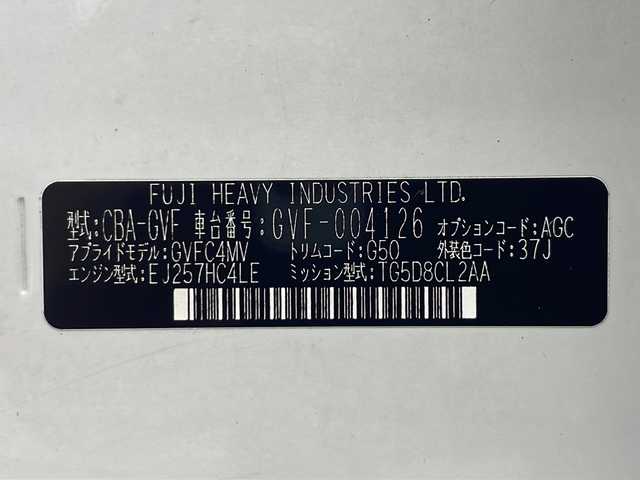 FUJI HEAVY INDUSTRIES LTD.
型式:CBA-GVF 車台番号:GVF-004126 オプションコード:AGC
アプライドモデル:GVFC4MV トリムコード:G50 外装色コード:37J
エンジン型式:EJ257HC4LE ミッション型式:TG5D8CL2AA